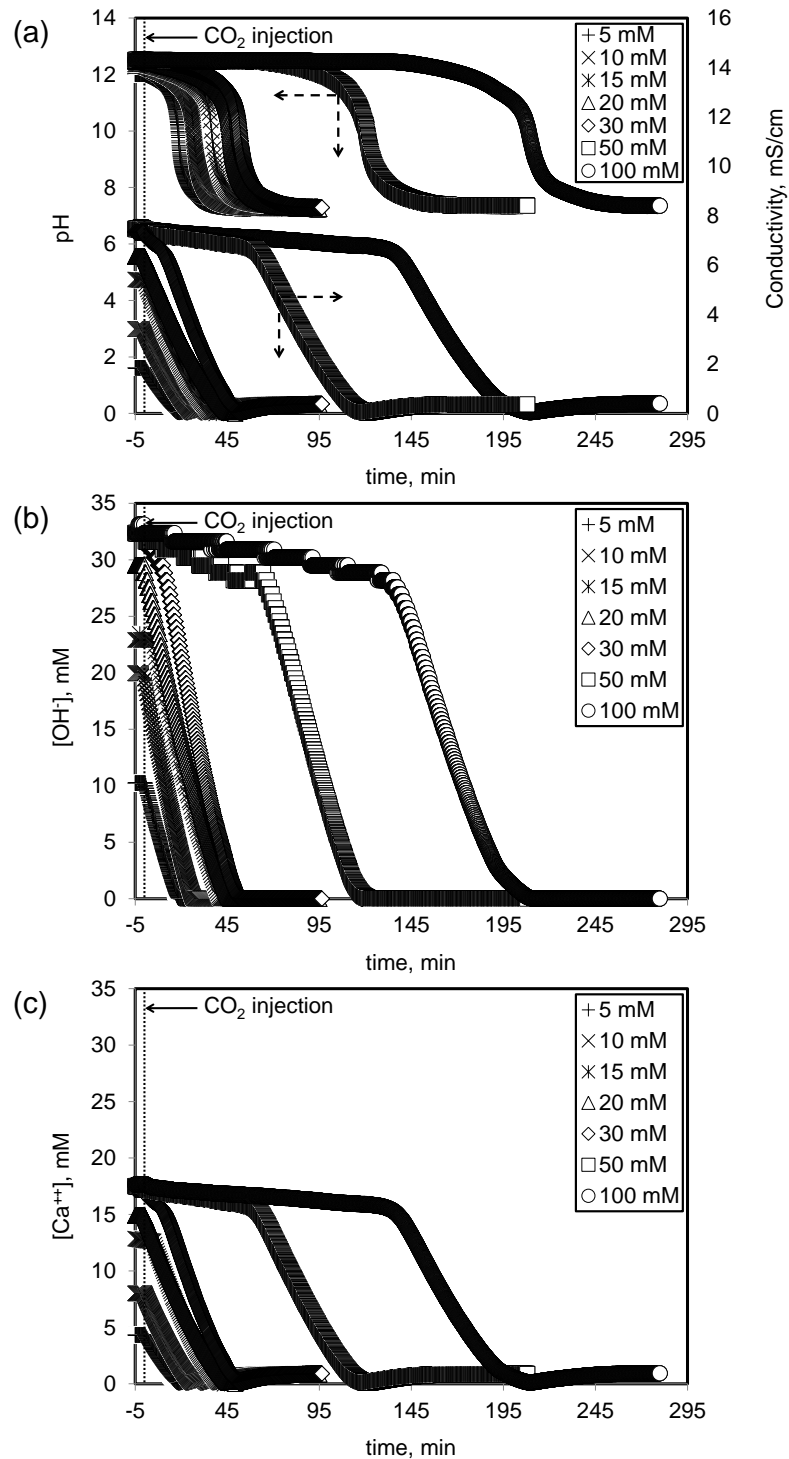 (a)
CO₂ injection
14
12
10
8
6
4
2
0
pH
16
14
12
10
8
6
4
2
0
Conductivity, mS/cm
5 mM
10 mM
15 mM
20 mM
30 mM
50 mM
100 mM
-5 45 95 145 195 245 295
time, min
(b)
CO₂ injection
35
30
25
20
15
10
5
0
[OH-], mM
5 mM
10 mM
15 mM
20 mM
30 mM
50 mM
100 mM
-5 45 95 145 195 245 295
time, min
(c)
CO₂ injection
35
30
25
20
15
10
5
0
[Ca⁺⁺], mM
5 mM
10 mM
15 mM
20 mM
30 mM
50 mM
100 mM
-5 45 95 145 195 245 295
time, min